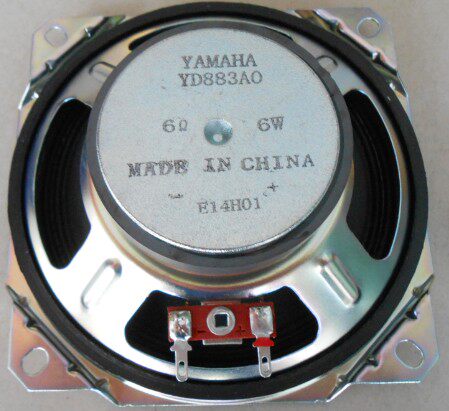 YAMAHA
YD883A0
6Ω 6W
MADE IN CHINA
- +
E14H01